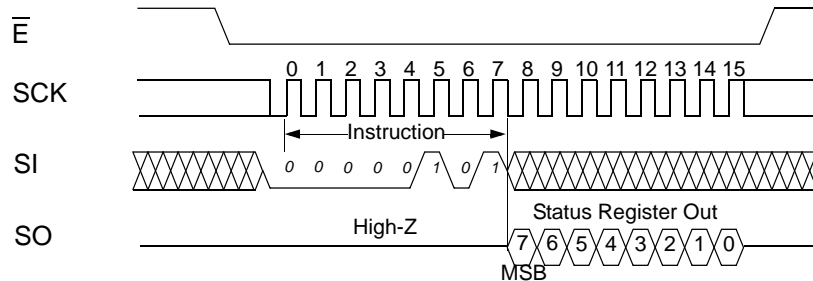 E
0 1 2 3 4 5 6 7 8 9 10 11 12 13 14 15
SCK
Instruction
SI
0 0 0 0 0 1 0 1
High-Z
Status Register Out
SO
7 6 5 4 3 2 1 0
MSB